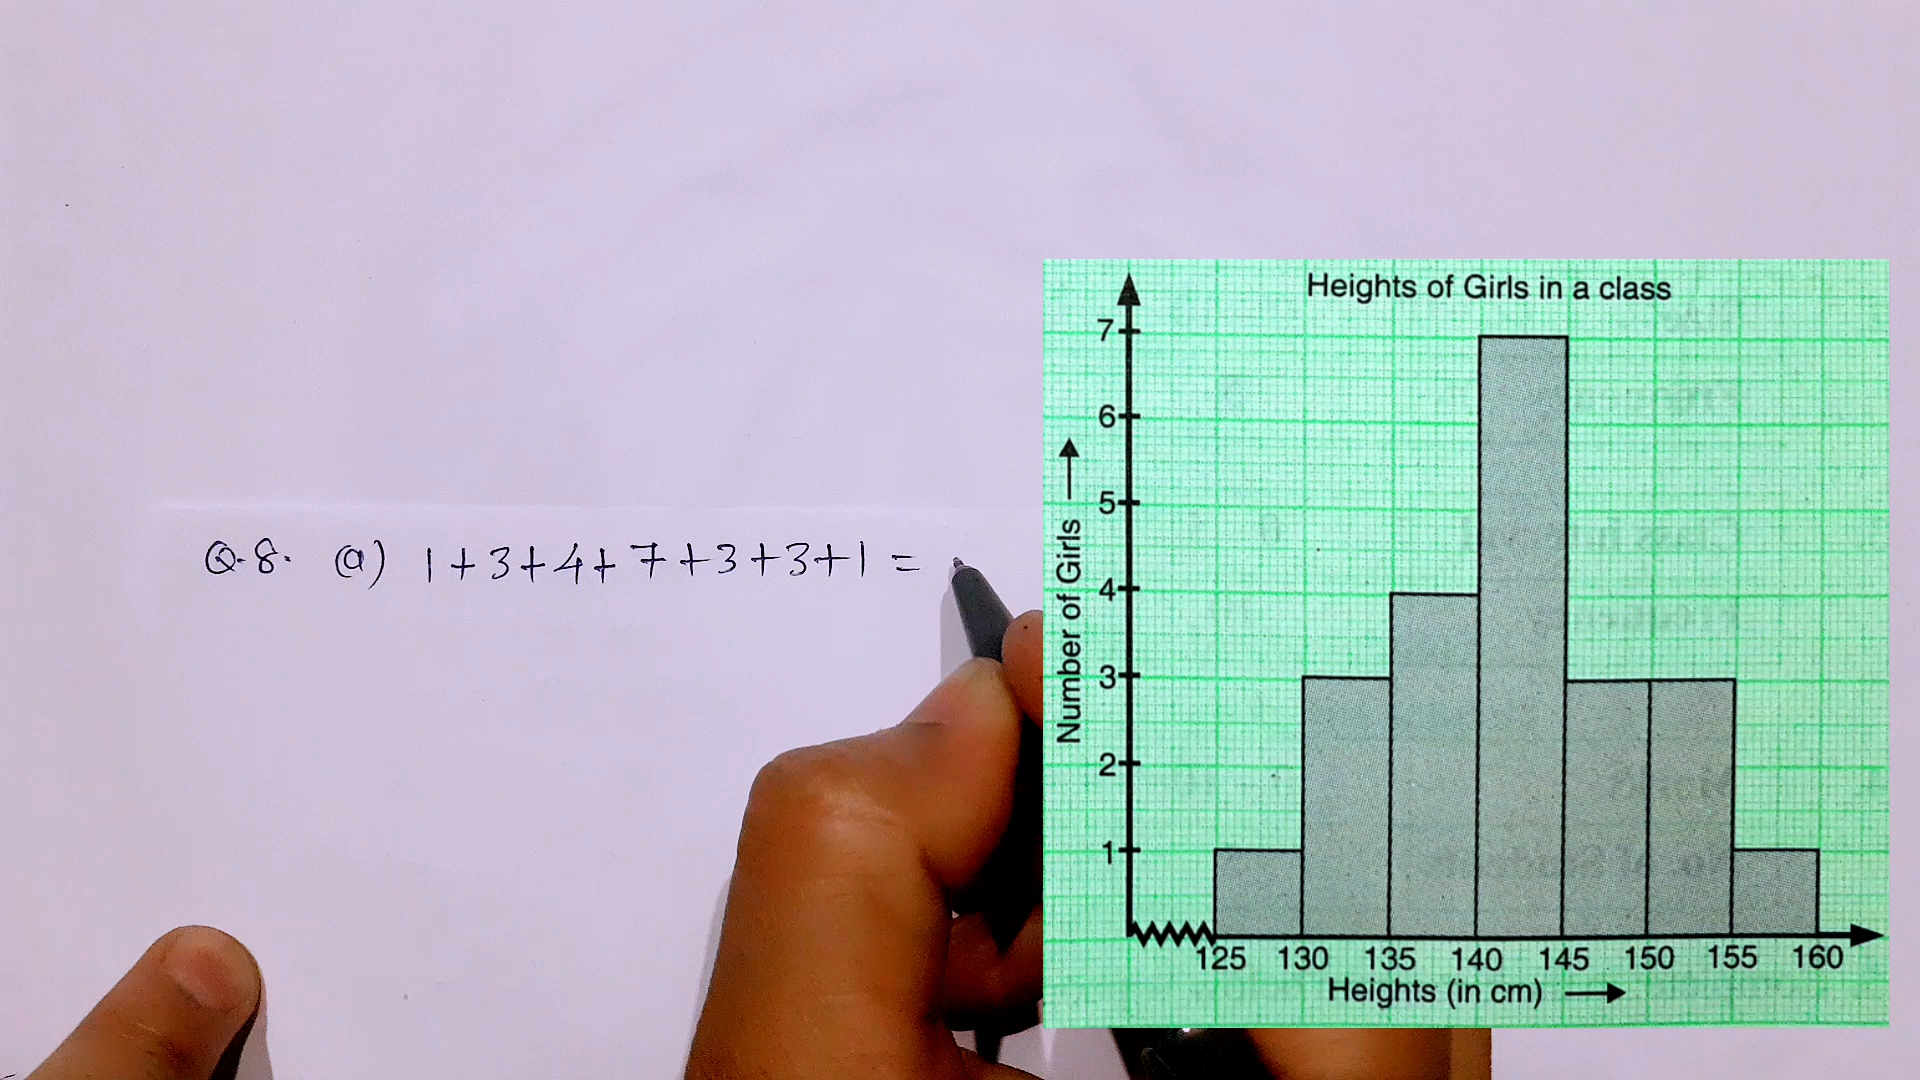 Q.8. (a) 1+3+4+7+3+3+1 =
Heights of Girls in a class
7
6
5
4
3
2
1
Number of Girls
125 130 135 140 145 150 155 160
Heights (in cm)